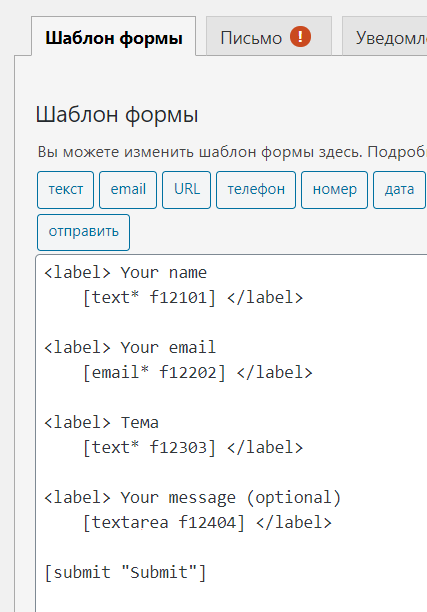 Шаблон формы
Письмо !
Шаблон формы
Вы можете изменить шаблон формы здесь.
текст email URL телефон номер дата
отправить
<label> Your name
[text* f12101] </label>
<label> Your email
[email* f12202] </label>
<label> Тема
[text* f12303] </label>
<label> Your message (optional)
[textarea f12404] </label>
[submit "Submit"]